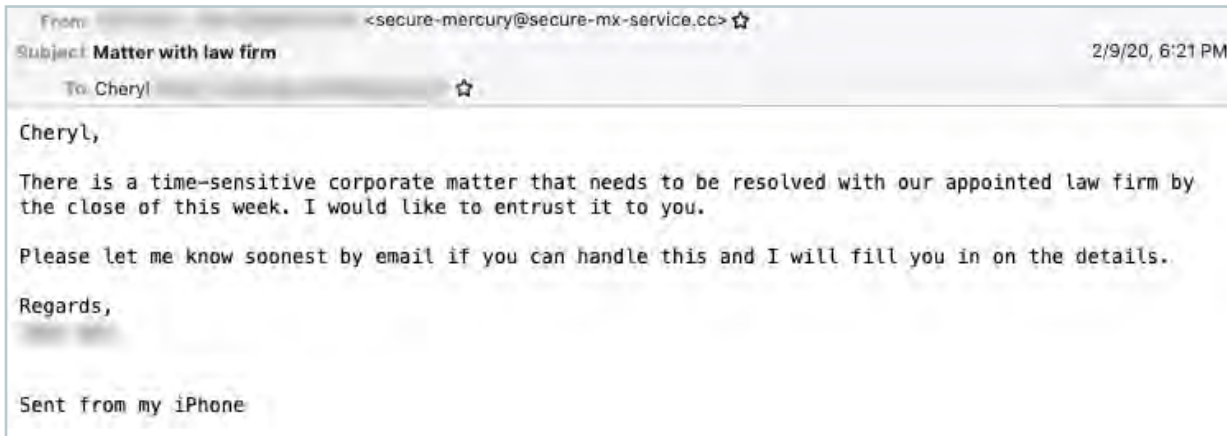 From: <secure-mercury@secure-mx-service.cc>
Subject: Matter with law firm
2/9/20, 6:21 PM
To: Cheryl
Cheryl,
There is a time-sensitive corporate matter that needs to be resolved with our appointed law firm by
the close of this week. I would like to entrust it to you.
Please let me know soonest by email if you can handle this and I will fill you in on the details.
Regards,
Sent from my iPhone